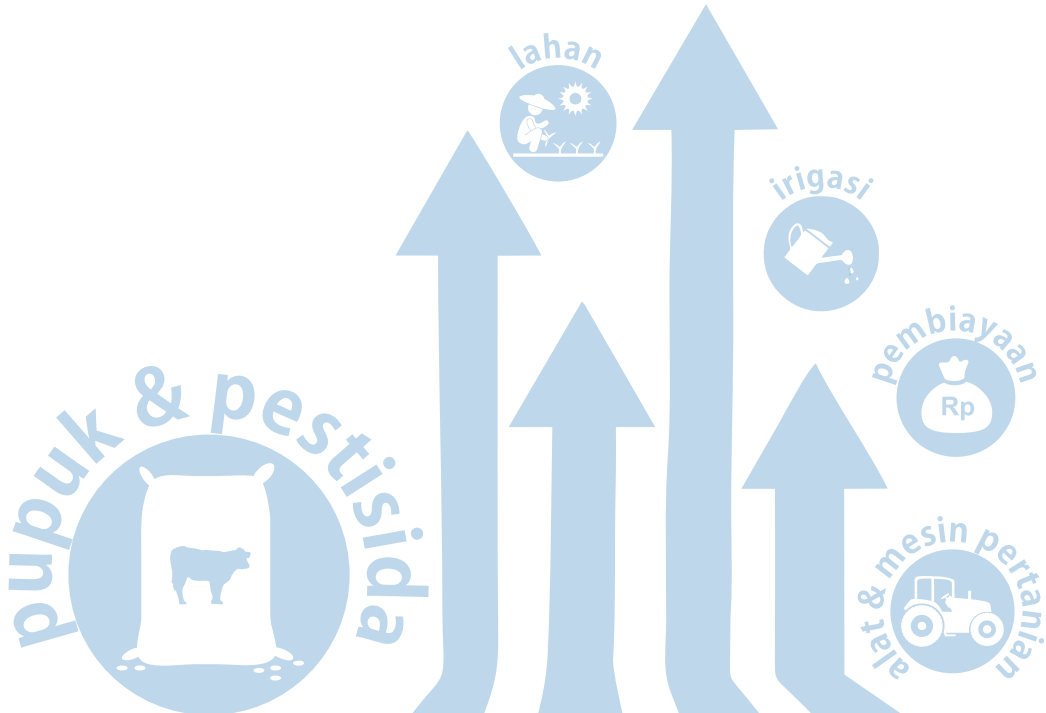 lahan
irigasi
pembiayaan
Rp
pupuk & pestisida
alat & mesin pertanian